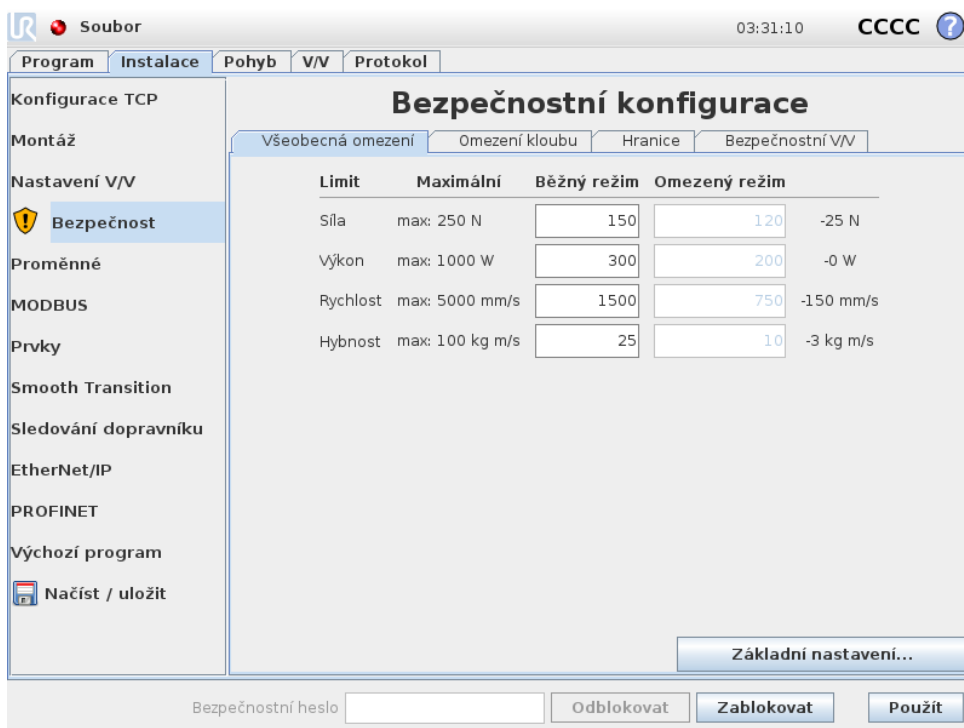 UR Soubor 03:31:10 CCCC ?
Program Instalace Pohyb V/V Protokol
Konfigurace TCP
Montáž
Nastavení V/V
Bezpečnost
Proměnné
MODBUS
Prvky
Smooth Transition
Sledování dopravníku
EtherNet/IP
PROFINET
Výchozí program
Načíst / uložit
Bezpečnostní konfigurace
Všeobecná omezení Omezení kloubu Hranice Bezpečnostní V/V
Limit Maximální Běžný režim Omezený režim
Síla max: 250 N 150 120 -25 N
Výkon max: 1000 W 300 200 -0 W
Rychlost max: 5000 mm/s 1500 750 -150 mm/s
Hybnost max: 100 kg m/s 25 10 -3 kg m/s
Základní nastavení...
Bezpečnostní heslo Odblokovat Zablokovat Použít